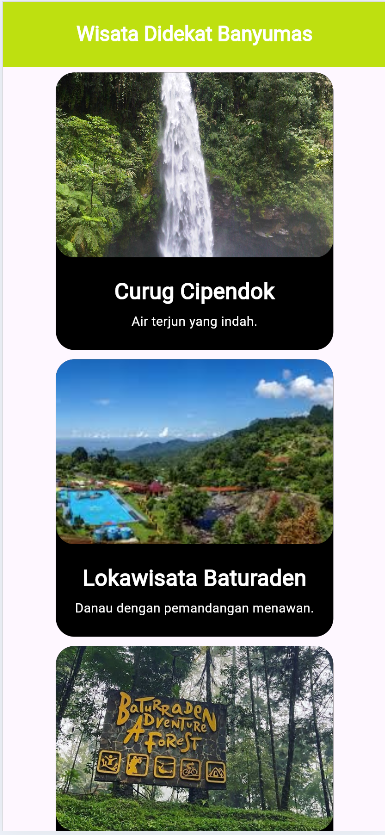 Wisata Didekat Banyumas
Curug Cipendok
Air terjun yang indah.
Lokawisata Baturaden
Danau dengan pemandangan menawan.
BATURRADEN
ADVENTURE
FOREST